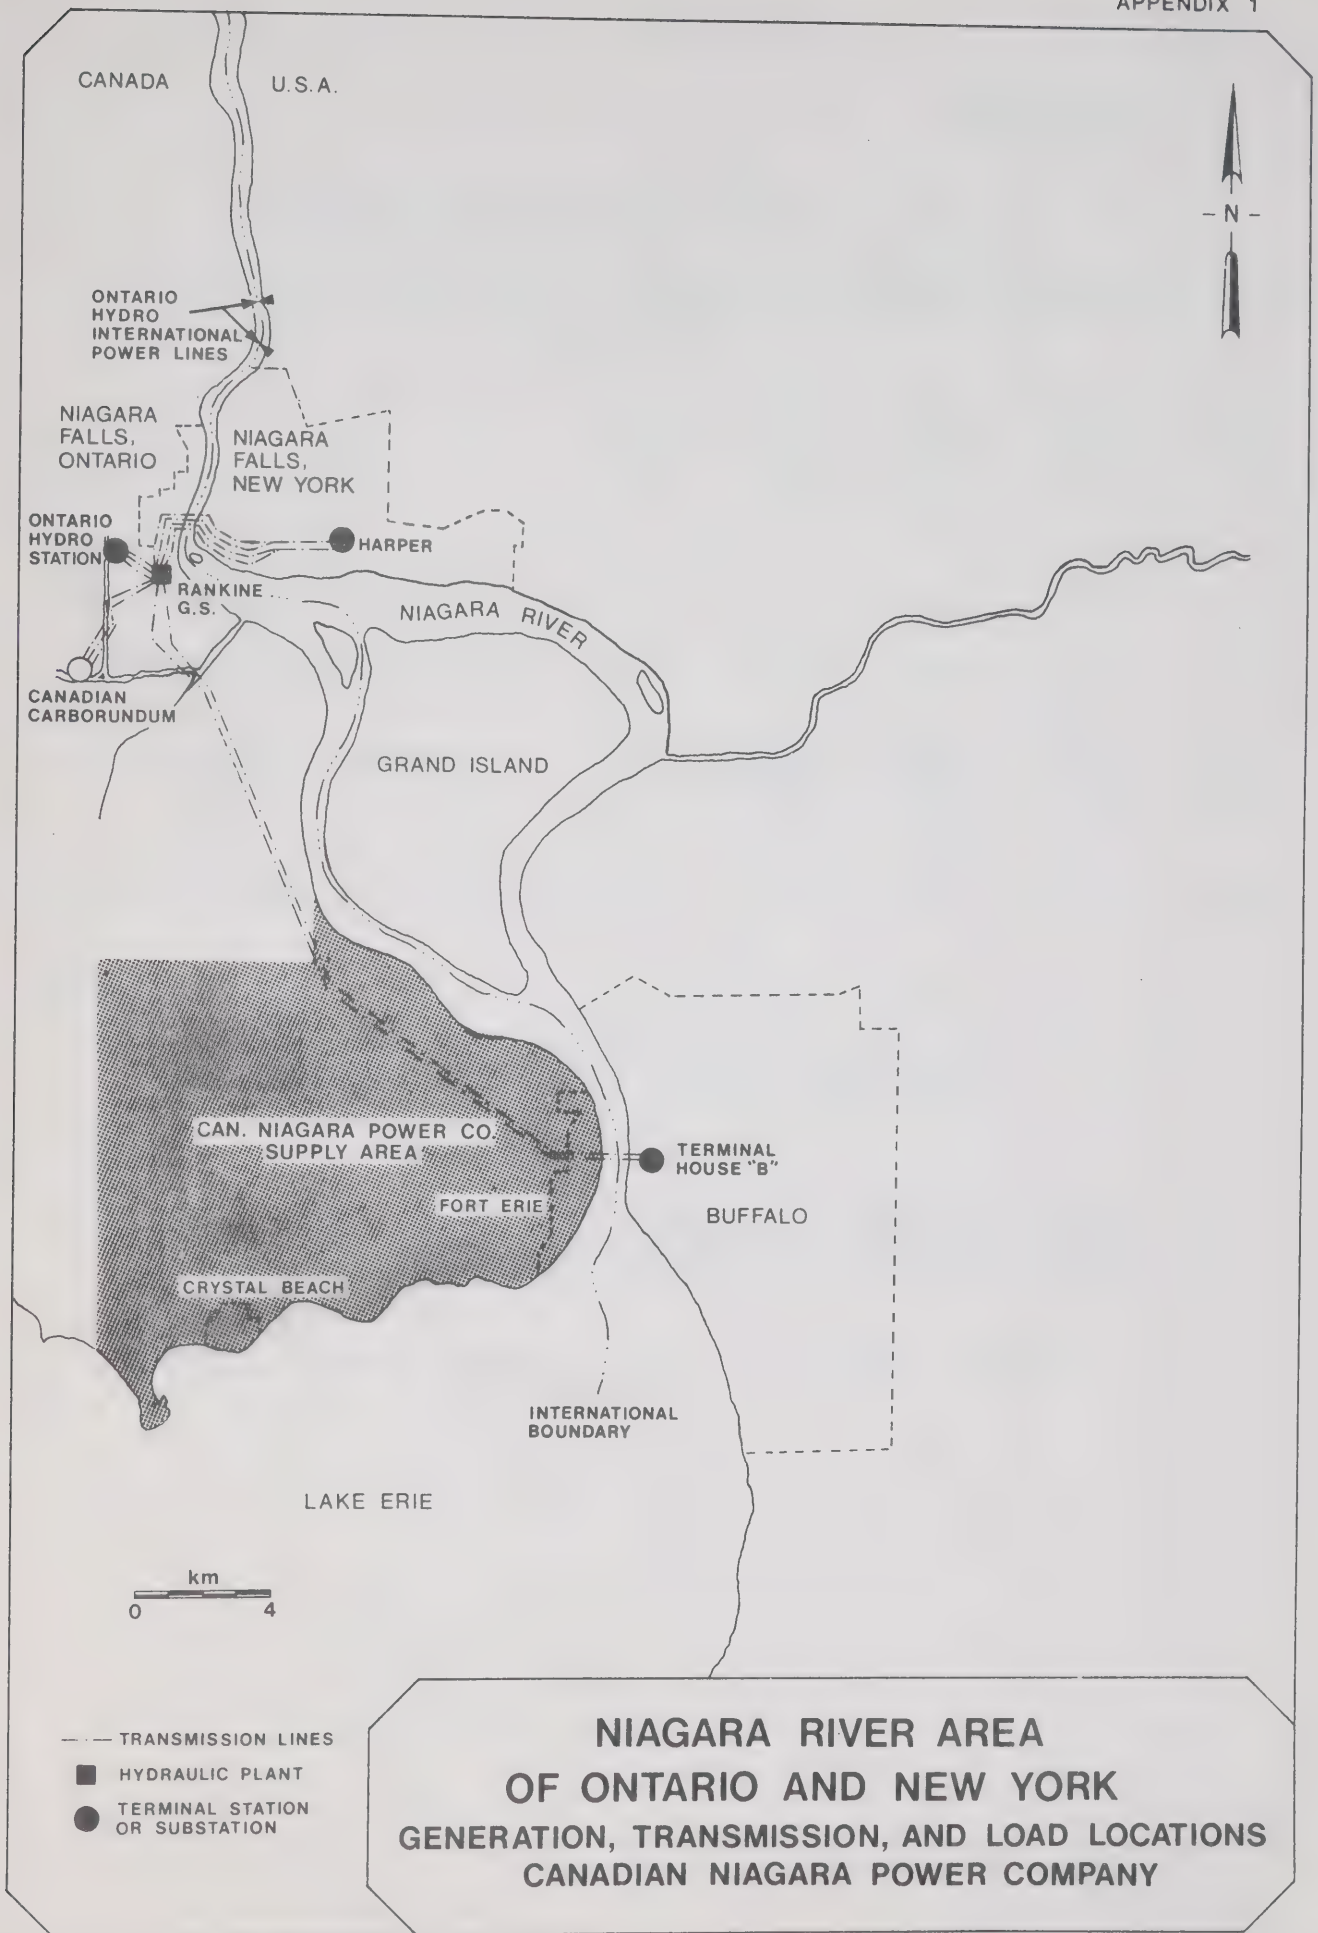 APPENDIX 1
CANADA
U.S.A.
- N -
ONTARIO
HYDRO
INTERNATIONAL
POWER LINES
NIAGARA
FALLS,
ONTARIO
NIAGARA
FALLS,
NEW YORK
ONTARIO
HYDRO
STATION
HARPER
RANKINE
G.S.
NIAGARA RIVER
CANADIAN
CARBORUNDUM
GRAND ISLAND
CAN. NIAGARA POWER CO.
SUPPLY AREA
TERMINAL
HOUSE "B"
FORT ERIE
BUFFALO
CRYSTAL BEACH
INTERNATIONAL
BOUNDARY
LAKE ERIE
km
0 4
TRANSMISSION LINES
HYDRAULIC PLANT
TERMINAL STATION
OR SUBSTATION
NIAGARA RIVER AREA
OF ONTARIO AND NEW YORK
GENERATION, TRANSMISSION, AND LOAD LOCATIONS
CANADIAN NIAGARA POWER COMPANY